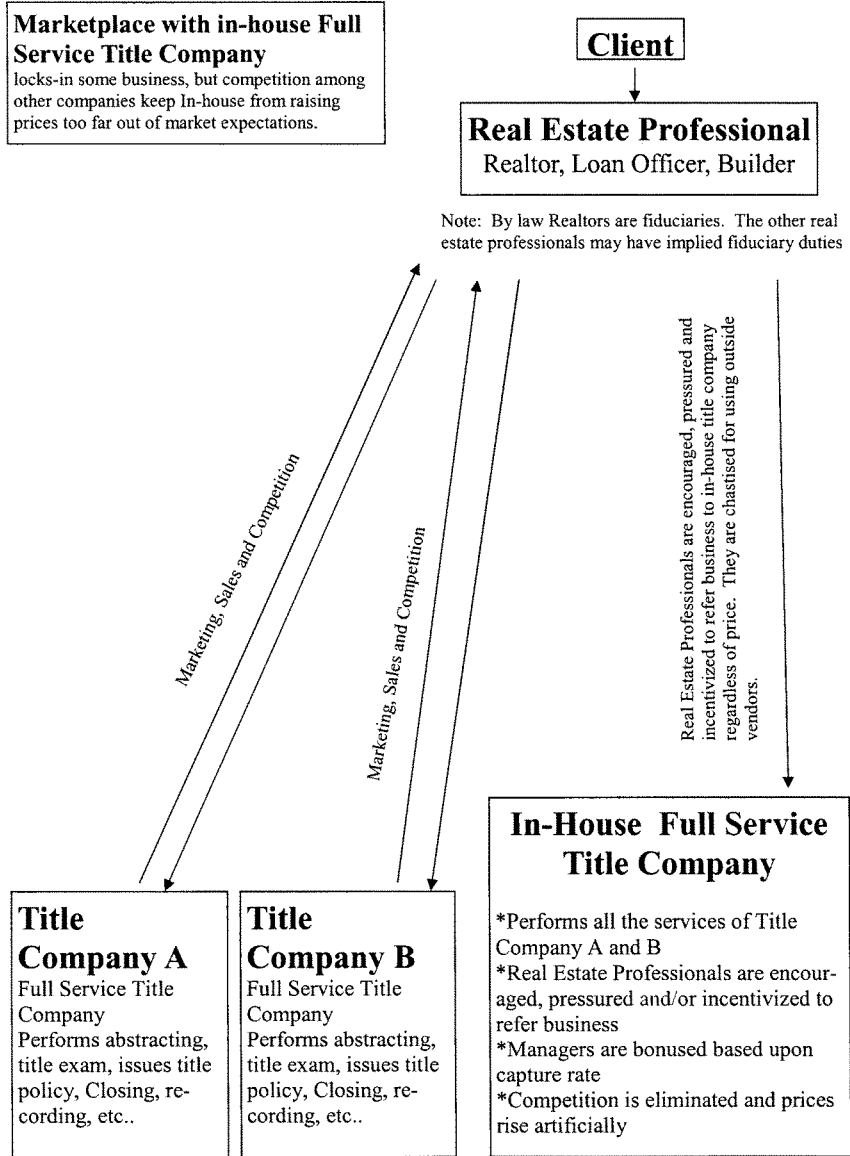 Marketplace with in-house Full
Service Title Company
locks-in some business, but competition among
other companies keep In-house from raising
prices too far out of market expectations.
Client
Real Estate Professional
Realtor, Loan Officer, Builder
Note: By law Realtors are fiduciaries. The other real
estate professionals may have implied fiduciary duties
Marketing, Sales and Competition
Marketing, Sales and Competition
Real Estate Professionals are encouraged, pressured and
incentivized to refer business to in-house title company
regardless of price. They are chastised for using outside
vendors.
Title
Company A
Full Service Title
Company
Performs abstracting,
title exam, issues title
policy, Closing, re-
cording, etc..
Title
Company B
Full Service Title
Company
Performs abstracting,
title exam, issues title
policy, Closing, re-
cording, etc..
In-House Full Service
Title Company
*Performs all the services of Title
Company A and B
*Real Estate Professionals are encour-
aged, pressured and/or incentivized to
refer business
*Managers are bonused based upon
capture rate
*Competition is eliminated and prices
rise artificially